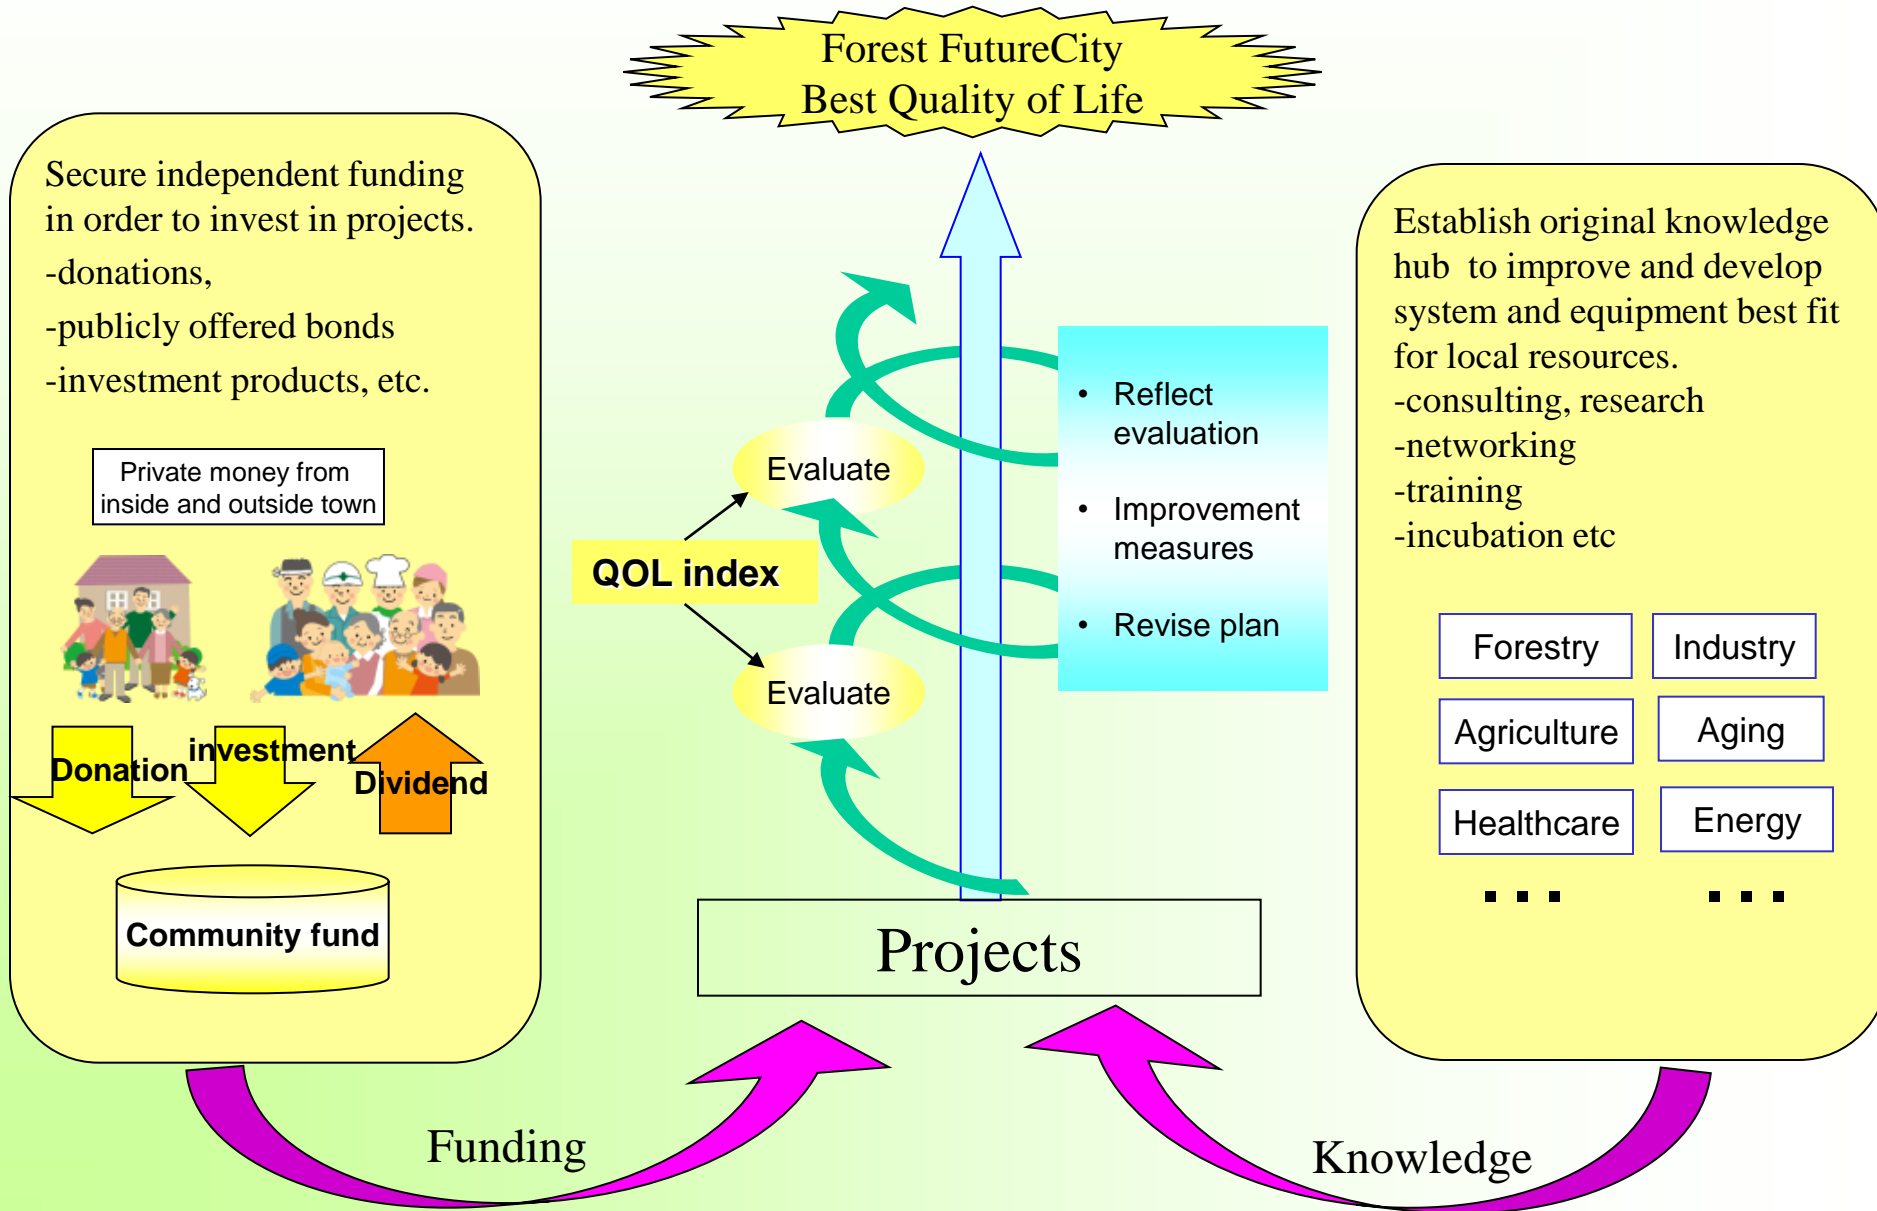 Forest FutureCity
Best Quality of Life
Secure independent funding
in order to invest in projects.
-donations,
-publicly offered bonds
-investment products, etc.
Private money from
inside and outside town
Donation
investment
Dividend
Community fund
QOL index
Evaluate
Evaluate
• Reflect
evaluation
• Improvement
measures
• Revise plan
Projects
Establish original knowledge
hub to improve and develop
system and equipment best fit
for local resources.
-consulting, research
-networking
-training
-incubation etc
Forestry
Industry
Agriculture
Aging
Healthcare
Energy
...
...
Funding
Knowledge